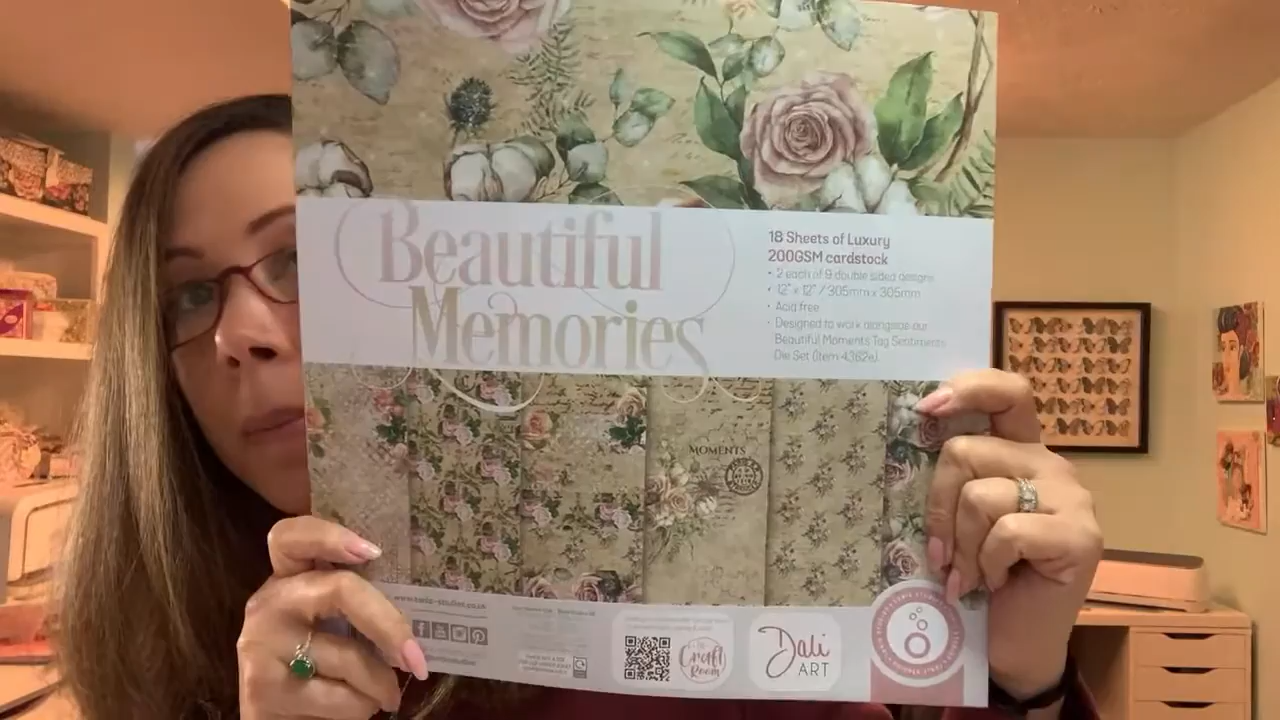 Beautiful
Memories
18 Sheets of Luxury
200GSM cardstock
• 2 each of 9 double sided designs
• 12" x 12" / 305mm x 305mm
• Acid free
• Designed to work alongside our
Beautiful Moments Tag Sentiments
Die Set (Item 4362e).
MOMENTS
Craft
Room
Dali
ART